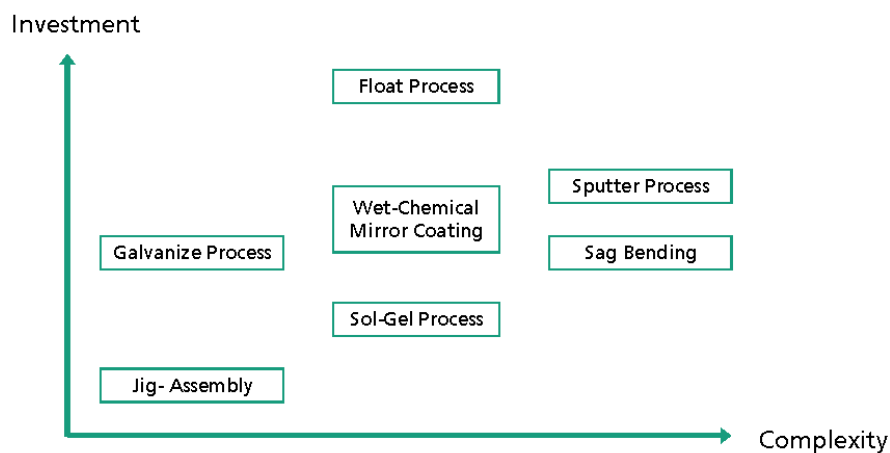 Investment
Float Process
Sputter Process
Wet-Chemical
Mirror Coating
Galvanize Process
Sag Bending
Sol-Gel Process
Jig- Assembly
Complexity